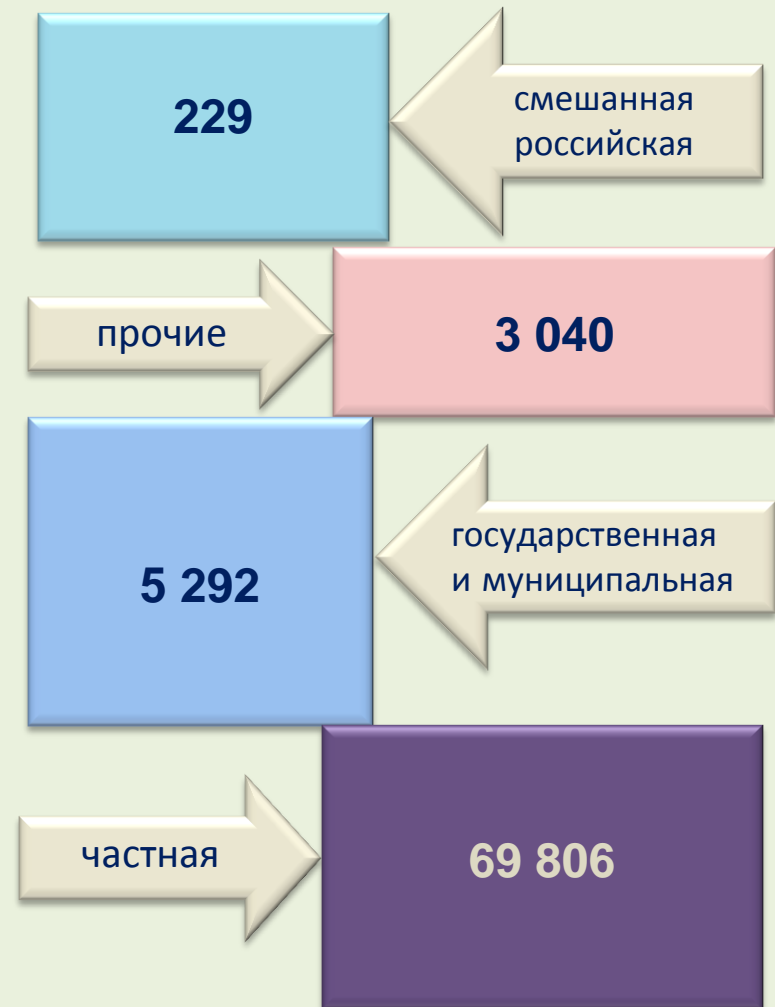 229
смешанная
российская
прочие
3 040
государственная
и муниципальная
5 292
частная
69 806